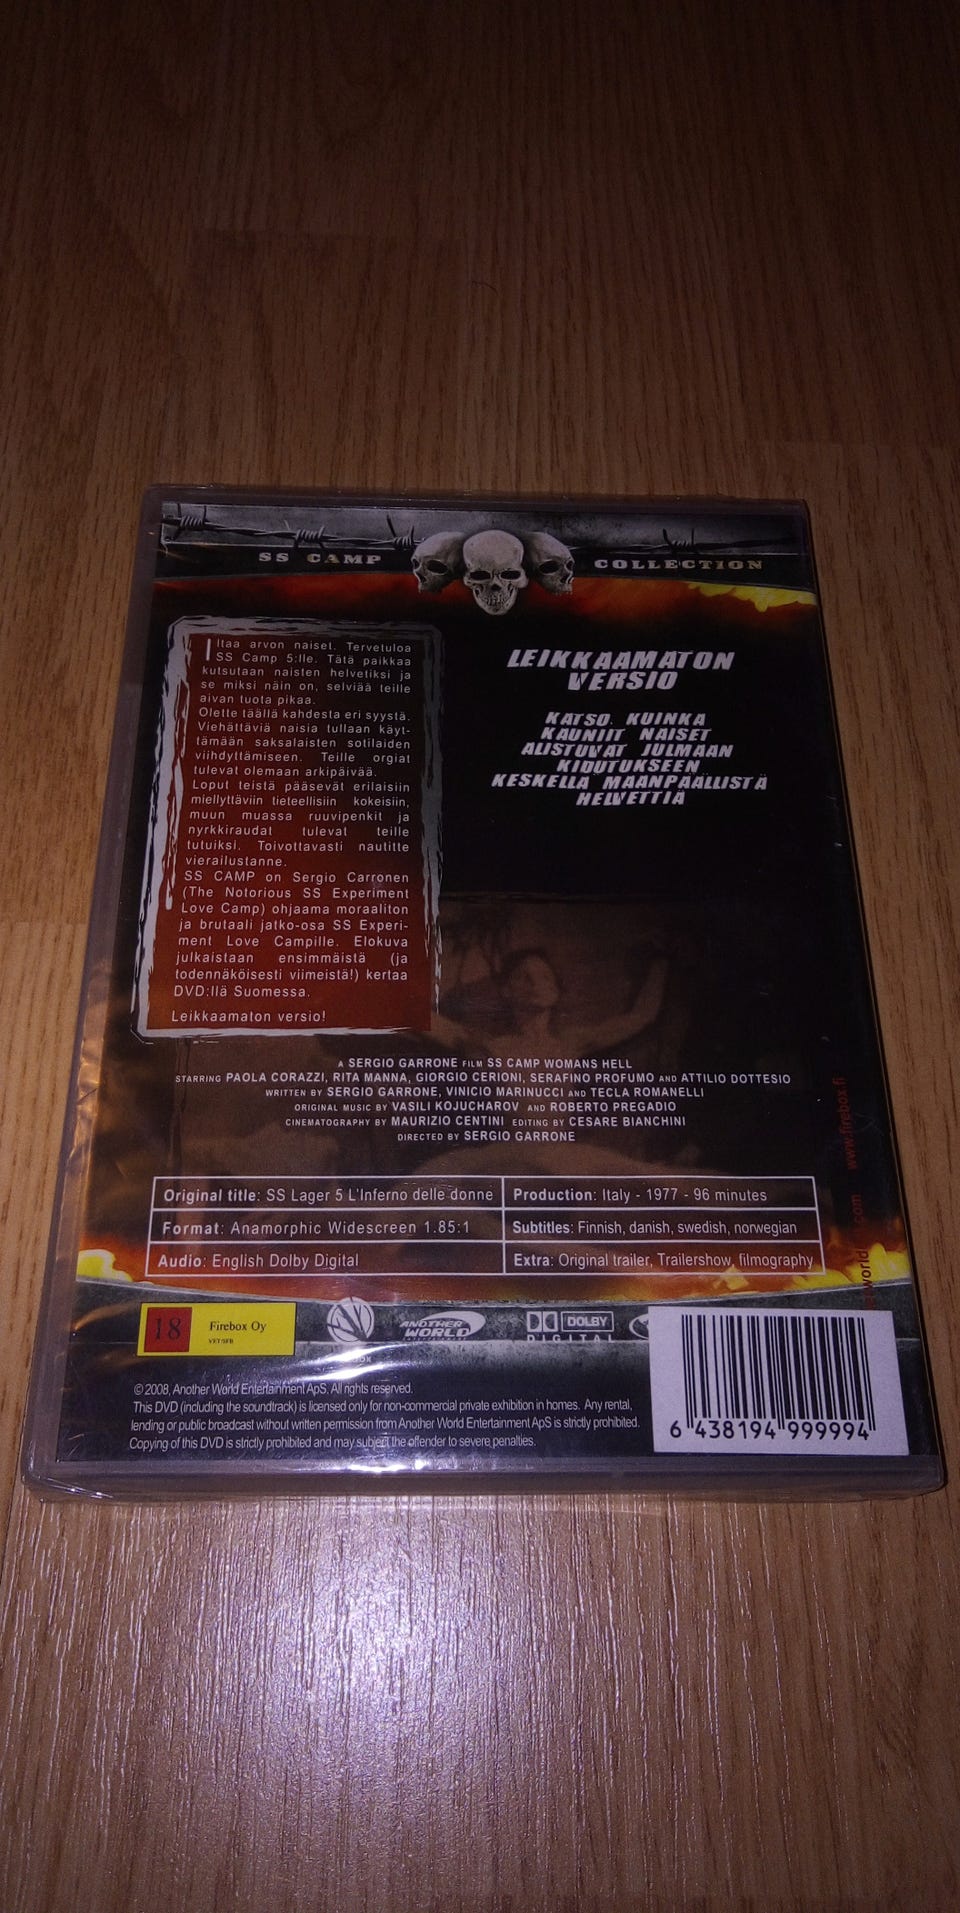 SS CAMP COLLECTION
Iltaa arvon naiset. Tervetuloa
SS Camp 5:lle. Tätä paikkaa
kutsutaan naisten helvetiksi ja
se miksi näin on, selviää teille
aivan tuota pikaa.
Olette täällä kahdesta eri syystä.
Viehättäviä naisia tullaan käyt-
tämään saksalaisten sotilaiden
viihdyttämiseen. Teille orgiat
tulevat olemaan arkipäivää.
Loput teistä pääsevät erilaisiin
miellyttäviin tieteellisiin kokeisiin,
muun muassa ruuvipenkit ja
nyrkkiraudat tulevat teille
tutuiksi. Toivottavasti nautitte
vierailustanne.
SS CAMP on Sergio Carronen
(The Notorious SS Experiment
Love Camp) ohjaama moraaliton
ja brutaali jatko-osa SS Experi-
ment Love Campille. Elokuva
julkaistaan ensimmäistä (ja
todennäköisesti viimeistä!) kertaa
DVD:llä Suomessa.
Leikkaamaton versio!
LEIKKAAMATON
VERSIO
KATSO KUINKA
KAUNIIT NAISET
ALISTUVAT JULMAAN
KIDUTUKSEEN
KESKELLÄ MAANPÄÄLLISTÄ
HELVETTIÄ
A SERGIO GARRONE FILM SS CAMP WOMANS HELL
STARRING PAOLA CORAZZI, RITA MANNA, GIORGIO CERIONI, SERAFINO PROFUMO AND ATTILIO DOTTESIO
WRITTEN BY SERGIO GARRONE, VINICIO MARINUCCI AND TECLA ROMANELLI
ORIGINAL MUSIC BY VASILI KOJUCHAROV AND ROBERTO PREGADIO
CINEMATOGRAPHY BY MAURIZIO CENTINI EDITING BY CESARE BIANCHINI
DIRECTED BY SERGIO GARRONE
Original title: SS Lager 5 L'Inferno delle donne
Production: Italy - 1977 - 96 minutes
Format: Anamorphic Widescreen 1.85:1
Subtitles: Finnish, danish, swedish, norwegian
Audio: English Dolby Digital
Extra: Original trailer, Trailershow, filmography
www.firebox.fi
18 Firebox Oy
VET/SFB
ANOTHER
WORLD
DOLBY
DIGITAL
© 2008, Another World Entertainment ApS. All rights reserved.
This DVD (including the soundtrack) is licensed only for non-commercial private exhibition in homes. Any rental,
lending or public broadcast without written permission from Another World Entertainment ApS is strictly prohibited.
Copying of this DVD is strictly prohibited and may subject the offender to severe penalties.
6 438194 999994